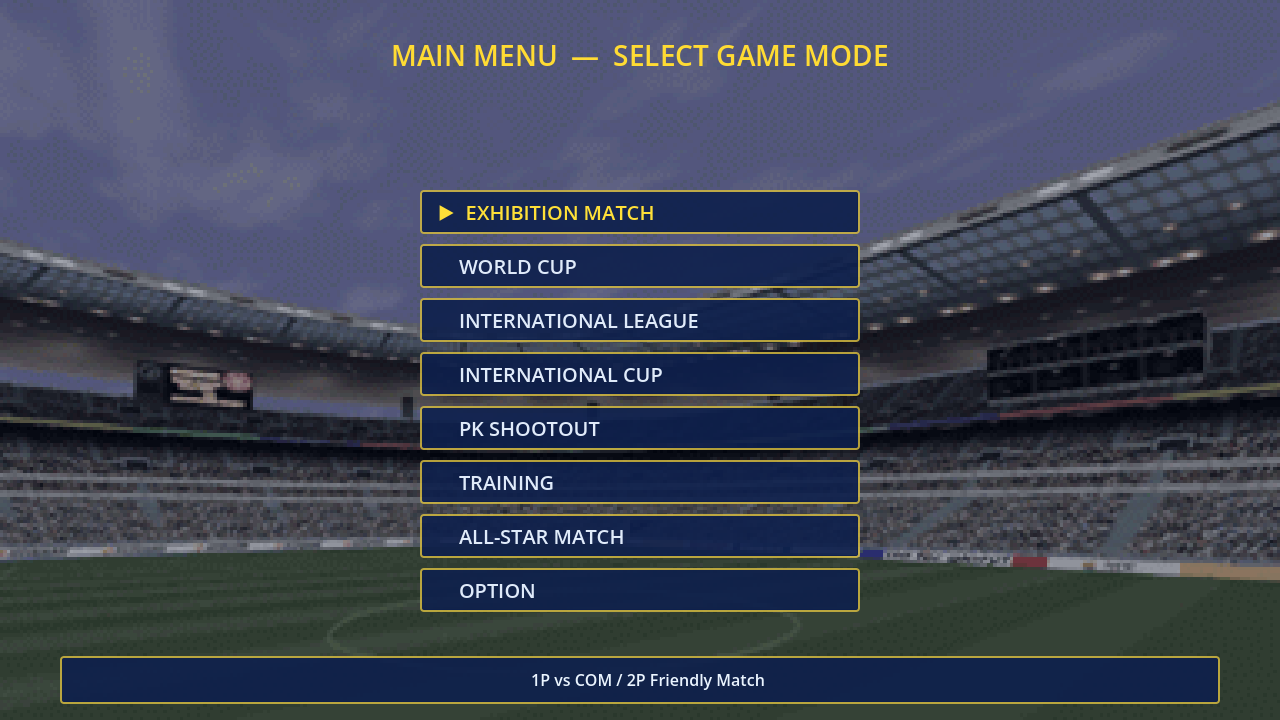 MAIN MENU — SELECT GAME MODE
▶ EXHIBITION MATCH
WORLD CUP
INTERNATIONAL LEAGUE
INTERNATIONAL CUP
PK SHOOTOUT
TRAINING
ALL-STAR MATCH
OPTION
1P vs COM / 2P Friendly Match